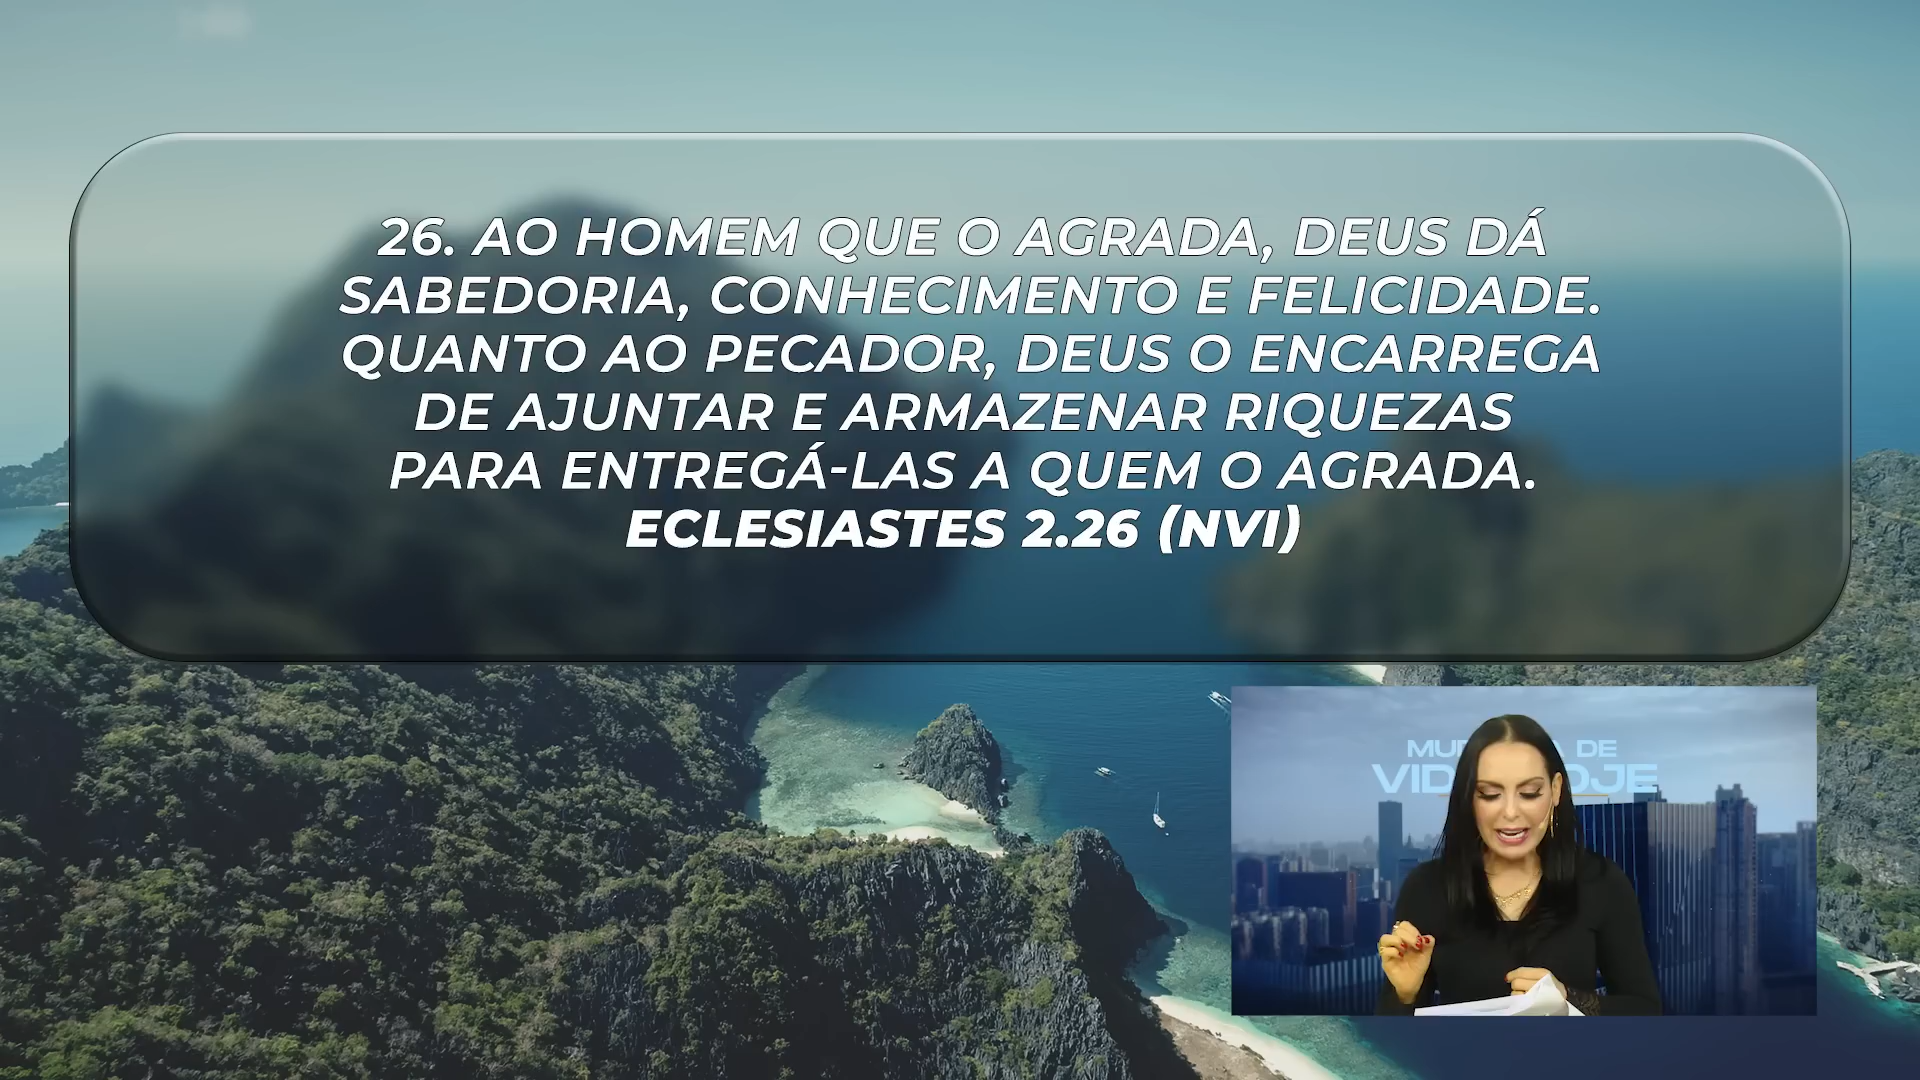 26. AO HOMEM QUE O AGRADA, DEUS DÁ
SABEDORIA, CONHECIMENTO E FELICIDADE.
QUANTO AO PECADOR, DEUS O ENCARREGA
DE AJUNTAR E ARMAZENAR RIQUEZAS
PARA ENTREGÁ-LAS A QUEM O AGRADA.
ECLESIASTES 2.26 (NVI)
DE